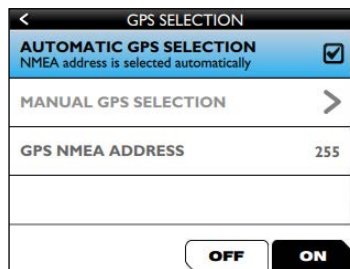 GPS SELECTION
AUTOMATIC GPS SELECTION
NMEA address is selected automatically
MANUAL GPS SELECTION
GPS NMEA ADDRESS 255
OFF ON